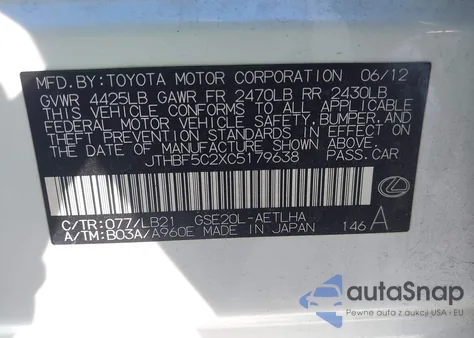 MFD. BY: TOYOTA MOTOR CORPORATION 06/12
GVWR 4425LB GAWR FR 2470LB RR 2430LB
THIS VEHICLE CONFORMS TO ALL APPLICABLE
FEDERAL MOTOR VEHICLE SAFETY, BUMPER, AND
THEFT PREVENTION STANDARDS IN EFFECT ON
THE DATE OF MANUFACTURE SHOWN ABOVE.
JTHBF5C2XC5179638 PASS. CAR
C/TR: 077/LB21 GSE20L-AETLHA
A/TM: B03A/A960E MADE IN JAPAN 146 A
autaSnap
Pewne auta z aukcji USA - EU